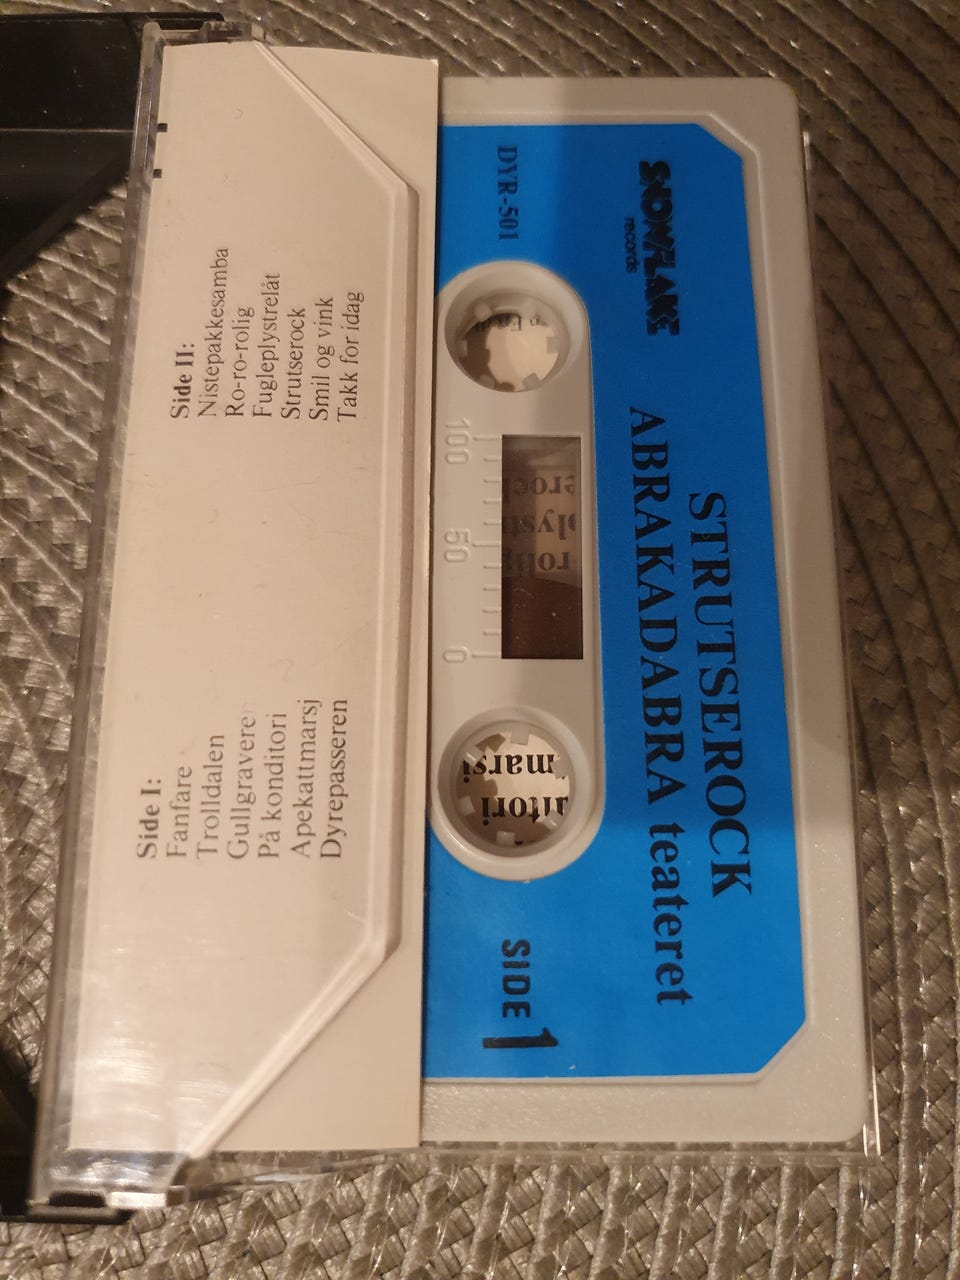 Side I:
Fanfare
Trolldalen
Gullgraveren
På konditori
Apekattmarsj
Dyrepasseren
Side II:
Nistepakkesamba
Ro-ro-rolig
Fugleplystrelåt
Strutserock
Smil og vink
Takk for idag
STRUTSEROCK
ABRAKADABRA teateret
SNOWFLAKE
records
DYR-501
SIDE 1
100 50 0